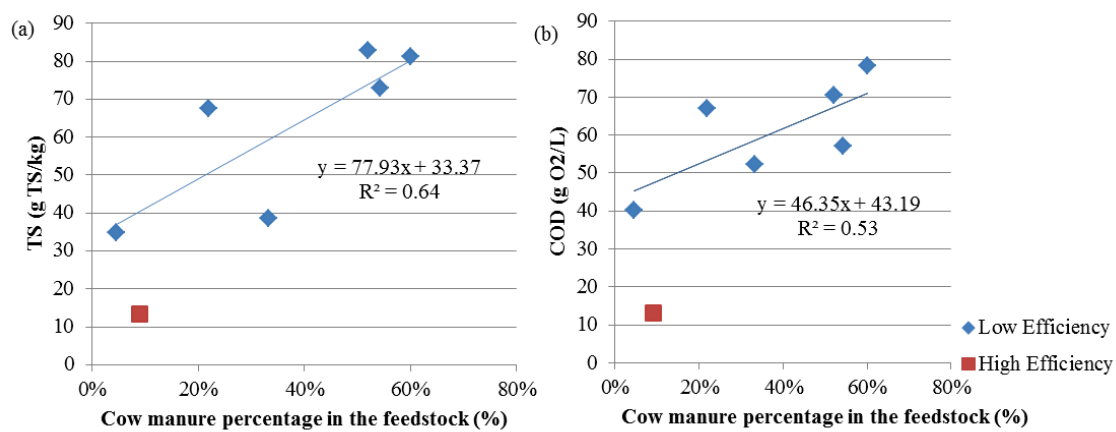 (a)
TS (g TS/kg)
90
80
70
60
50
40
30
20
10
0
y = 77.93x + 33.37
R² = 0.64
0% 20% 40% 60% 80%
Cow manure percentage in the feedstock (%)
(b)
COD (g O2/L)
90
80
70
60
50
40
30
20
10
0
y = 46.35x + 43.19
R² = 0.53
0% 20% 40% 60% 80%
Cow manure percentage in the feedstock (%)
Low Efficiency
High Efficiency